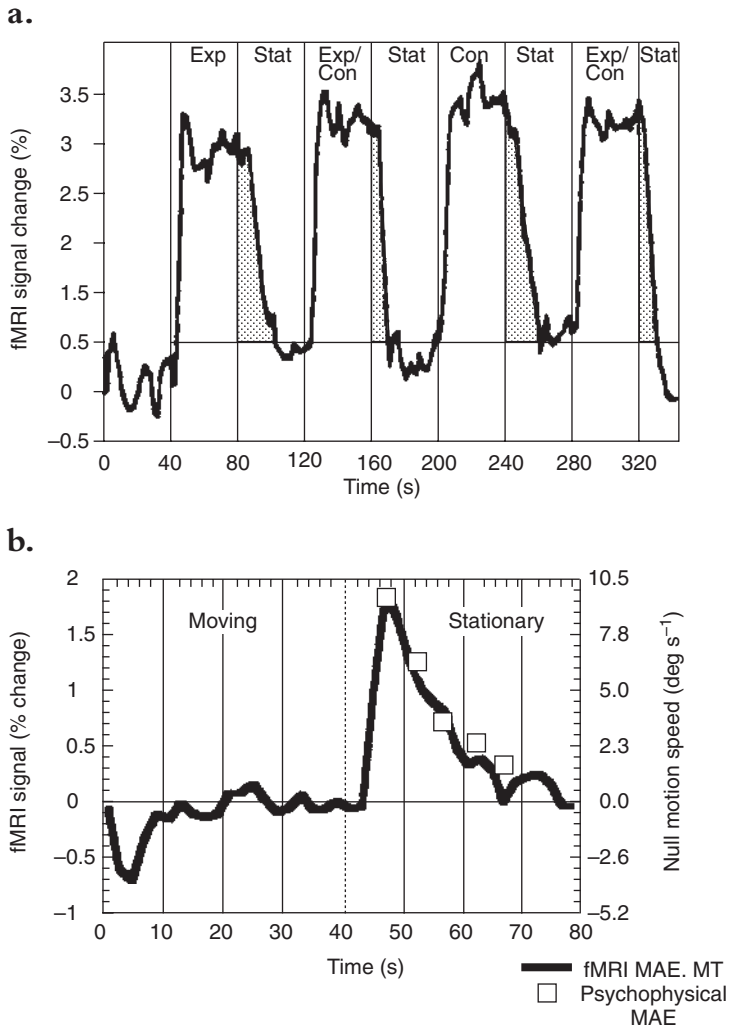 a.
Exp Stat Exp/ Con Stat Con Stat Exp/ Con Stat
fMRI signal change (%)
3.5
3
2.5
2
1.5
0.5
0
–0.5
0 40 80 120 160 200 240 280 320
Time (s)
b.
2 10.5
Moving Stationary
1.5 7.8
1 5.0
0.5 2.3
0 0.0
–0.5 –2.6
–1 –5.2
fMRI signal (% change)
Null motion speed (deg s–1)
0 10 20 30 40 50 60 70 80
Time (s)
fMRI MAE. MT
Psychophysical
MAE